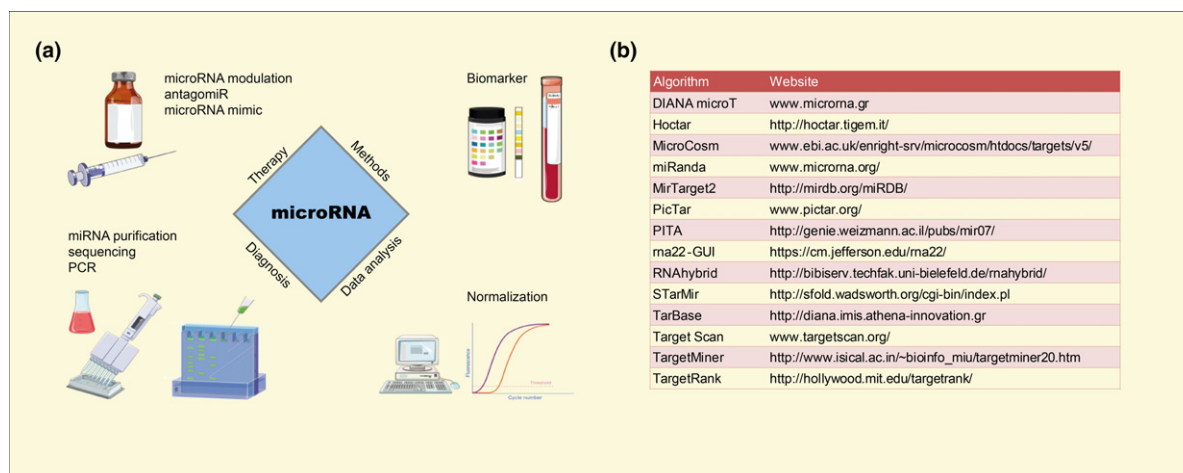 (a)
microRNA modulation
antagomiR
microRNA mimic
Biomarker
Therapy
Methods
microRNA
Diagnosis
Data analysis
miRNA purification
sequencing
PCR
Normalization
Fluorescence
Threshold
Cycle number
(b)
Algorithm Website
DIANA microT www.microrna.gr
Hoctar http://hoctar.tigem.it/
MicroCosm www.ebi.ac.uk/enright-srv/microcosm/htdocs/targets/v5/
miRanda www.microrna.org/
MirTarget2 http://mirdb.org/miRDB/
PicTar www.pictar.org/
PITA http://genie.weizmann.ac.il/pubs/mir07/
rna22-GUI https://cm.jefferson.edu/rna22/
RNAhybrid http://bibiserv.techfak.uni-bielefeld.de/rnahybrid/
STarMir http://sfold.wadsworth.org/cgi-bin/index.pl
TarBase http://diana.imis.athena-innovation.gr
Target Scan www.targetscan.org/
TargetMiner http://www.isical.ac.in/~bioinfo_miu/targetminer20.htm
TargetRank http://hollywood.mit.edu/targetrank/